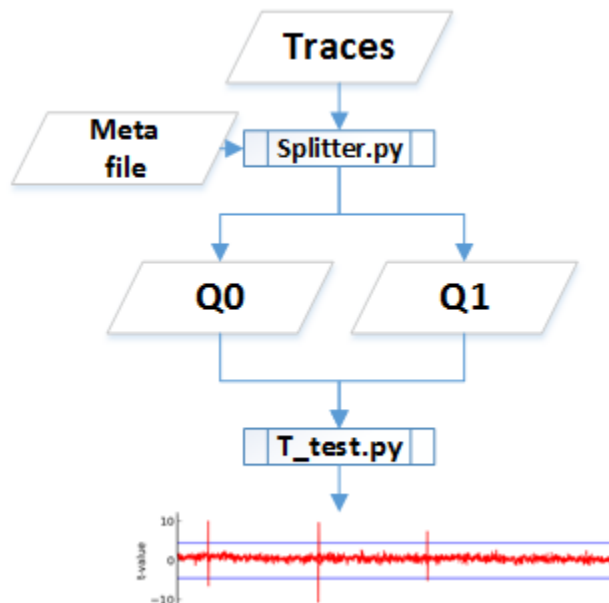 Traces
Meta
file
Splitter.py
Q0
Q1
T_test.py
10
t-value
0
−10